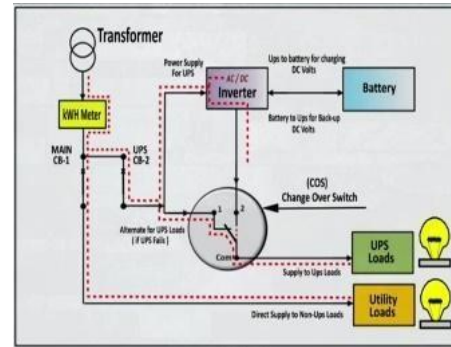 Transformer
Power Supply
For UPS
AC / DC
Inverter
Ups to battery for charging
DC Volts
Battery
Battery to Ups for Back-up
DC Volts
kWH Meter
MAIN
CB-1
UPS
CB-2
(COS)
Change Over Switch
1
2
Com
Alternate for UPS Loads
( if UPS Fails )
UPS
Loads
Supply to Ups Loads
Utility
Loads
Direct Supply to Non-Ups Loads